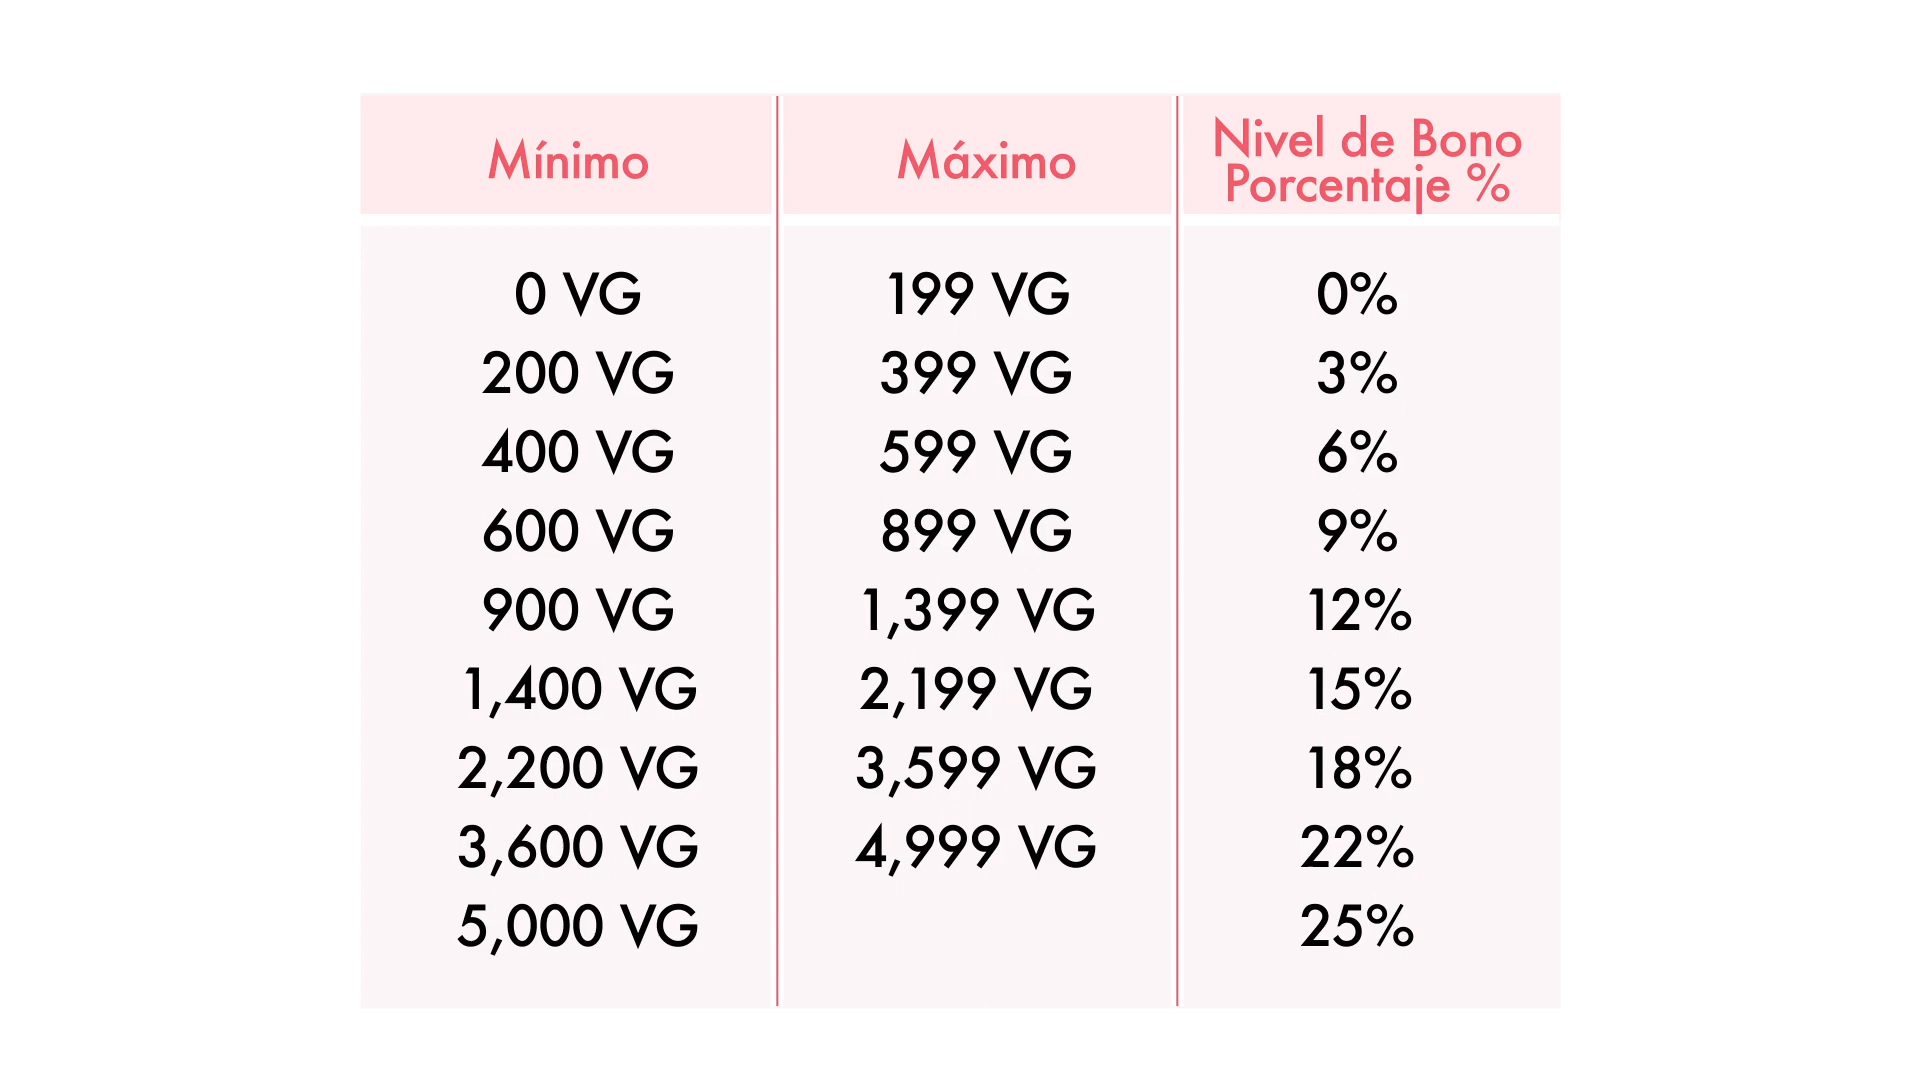 Mínimo Máximo Nivel de Bono
Porcentaje %
0 VG 199 VG 0%
200 VG 399 VG 3%
400 VG 599 VG 6%
600 VG 899 VG 9%
900 VG 1,399 VG 12%
1,400 VG 2,199 VG 15%
2,200 VG 3,599 VG 18%
3,600 VG 4,999 VG 22%
5,000 VG 25%